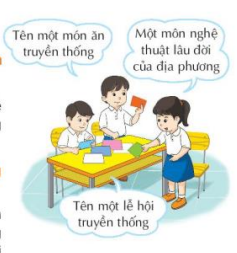 Tên một món ăn
truyền thống
Một môn nghệ
thuật lâu đời
của địa phương
Tên một lễ hội
truyền thống